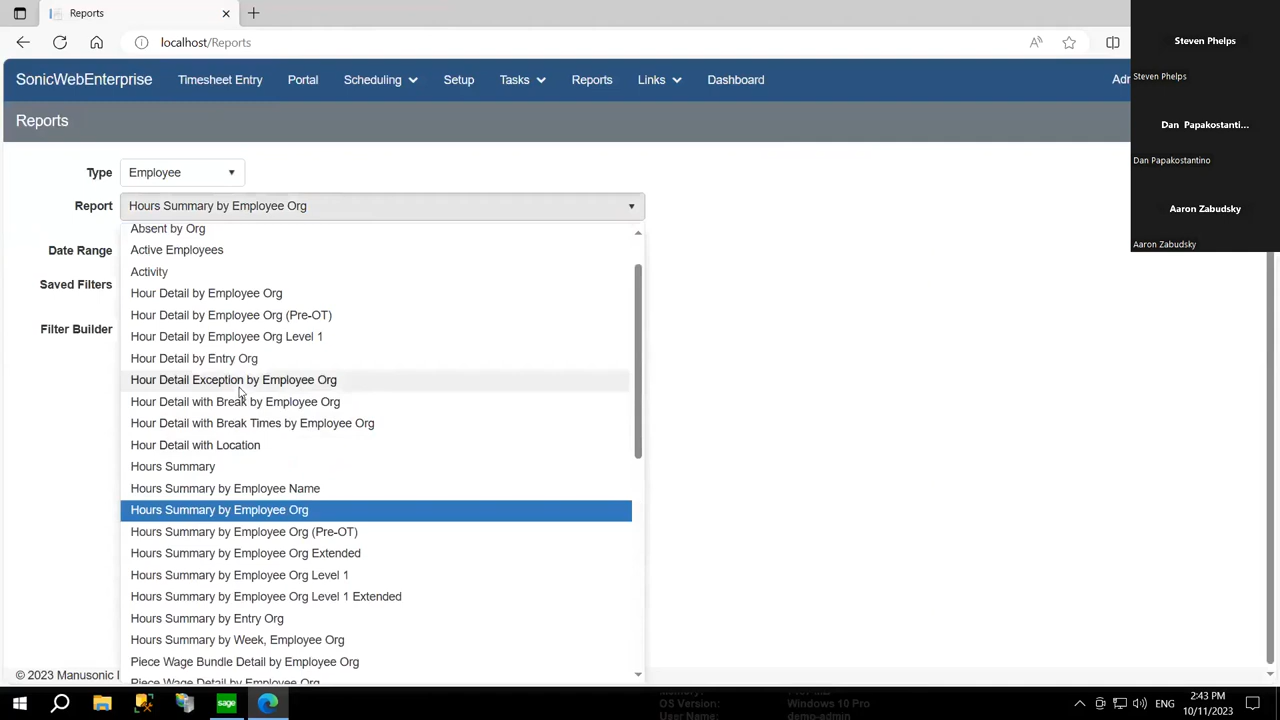 Reports
localhost/Reports
SonicWebEnterprise Timesheet Entry Portal Scheduling Setup Tasks Reports Links Dashboard
Reports
Type Employee
Report Hours Summary by Employee Org
Date Range
Saved Filters
Filter Builder
Absent by Org
Active Employees
Activity
Hour Detail by Employee Org
Hour Detail by Employee Org (Pre-OT)
Hour Detail by Employee Org Level 1
Hour Detail by Entry Org
Hour Detail Exception by Employee Org
Hour Detail with Break by Employee Org
Hour Detail with Break Times by Employee Org
Hour Detail with Location
Hours Summary
Hours Summary by Employee Name
Hours Summary by Employee Org
Hours Summary by Employee Org (Pre-OT)
Hours Summary by Employee Org Extended
Hours Summary by Employee Org Level 1
Hours Summary by Employee Org Level 1 Extended
Hours Summary by Entry Org
Hours Summary by Week, Employee Org
Piece Wage Bundle Detail by Employee Org
Piece Wage Detail by Employee Org
© 2023 Manusonic
Steven Phelps
Steven Phelps
Dan Papakostanti...
Dan Papakostantino
Aaron Zabudsky
Aaron Zabudsky
sage
OS Version: Windows 10 Pro
User Name: demo-admin
ENG
2:43 PM
10/11/2023